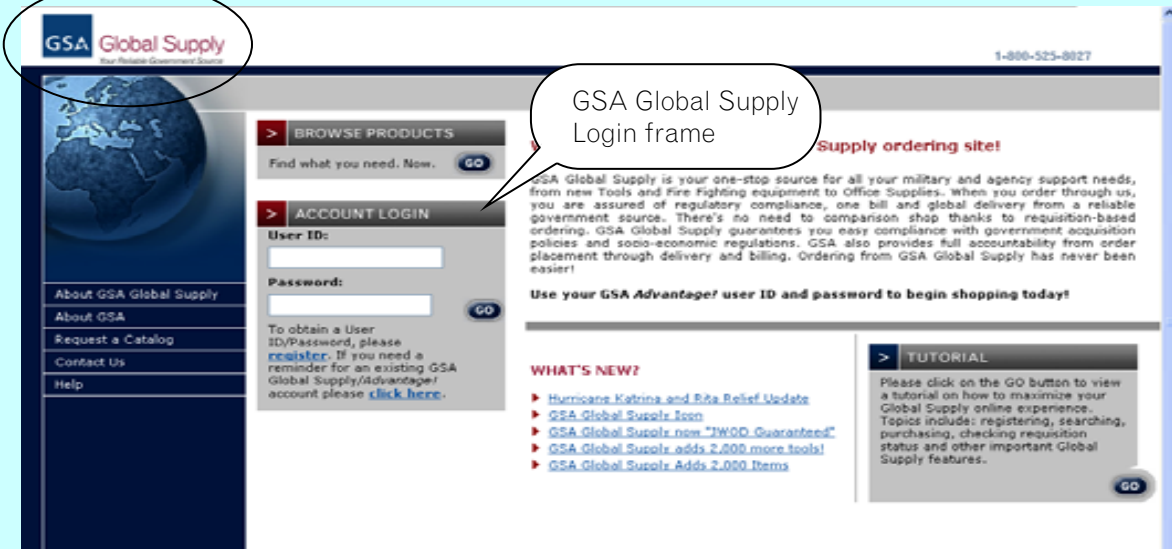 GSA Global Supply
Your Reliable Government Source
1-800-525-8027
GSA Global Supply
Login frame
> BROWSE PRODUCTS
Find what you need. Now. GO
> ACCOUNT LOGIN
User ID:
Password:
GO
To obtain a User
ID/Password, please
register. If you need a
reminder for an existing GSA
Global Supply/Advantage!
account please click here.
About GSA Global Supply
About GSA
Request a Catalog
Contact Us
Help
Supply ordering site!
GSA Global Supply is your one-stop source for all your military and agency support needs,
from new Tools and Fire Fighting equipment to Office Supplies. When you order through us,
you are assured of regulatory compliance, one bill and global delivery from a reliable
government source. There's no need to comparison shop thanks to requisition-based
ordering. GSA Global Supply guarantees you easy compliance with government acquisition
policies and socio-economic regulations. GSA also provides full accountability from order
placement through delivery and billing. Ordering from GSA Global Supply has never been
easier!
Use your GSA Advantage! user ID and password to begin shopping today!
WHAT'S NEW?
Hurricane Katrina and Rita Relief Update
GSA Global Supply Icon
GSA Global Supply now "JWOD Guaranteed"
GSA Global Supply adds 2,000 more tools!
GSA Global Supply Adds 2,000 Items
> TUTORIAL
Please click on the GO button to view
a tutorial on how to maximize your
Global Supply online experience.
Topics include: registering, searching,
purchasing, checking requisition
status and other important Global
Supply features.
GO